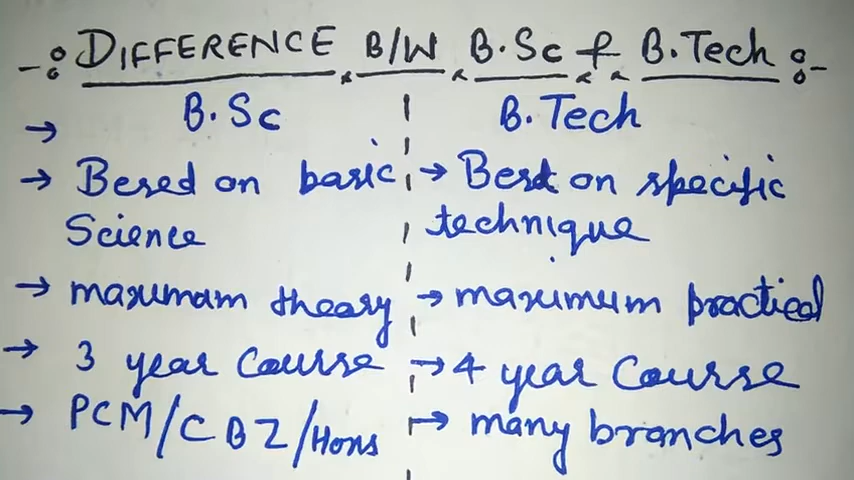 -: DIFFERENCE B/W B.Sc & B.Tech :-
→ B.Sc
B.Tech
→ Besed on basic
Science
→ Best on specific
technique
→ maximam theory
→ maximum practical
→ 3 year Course
→ 4 year Course
→ PCM/CBZ/Hons
→ many branches